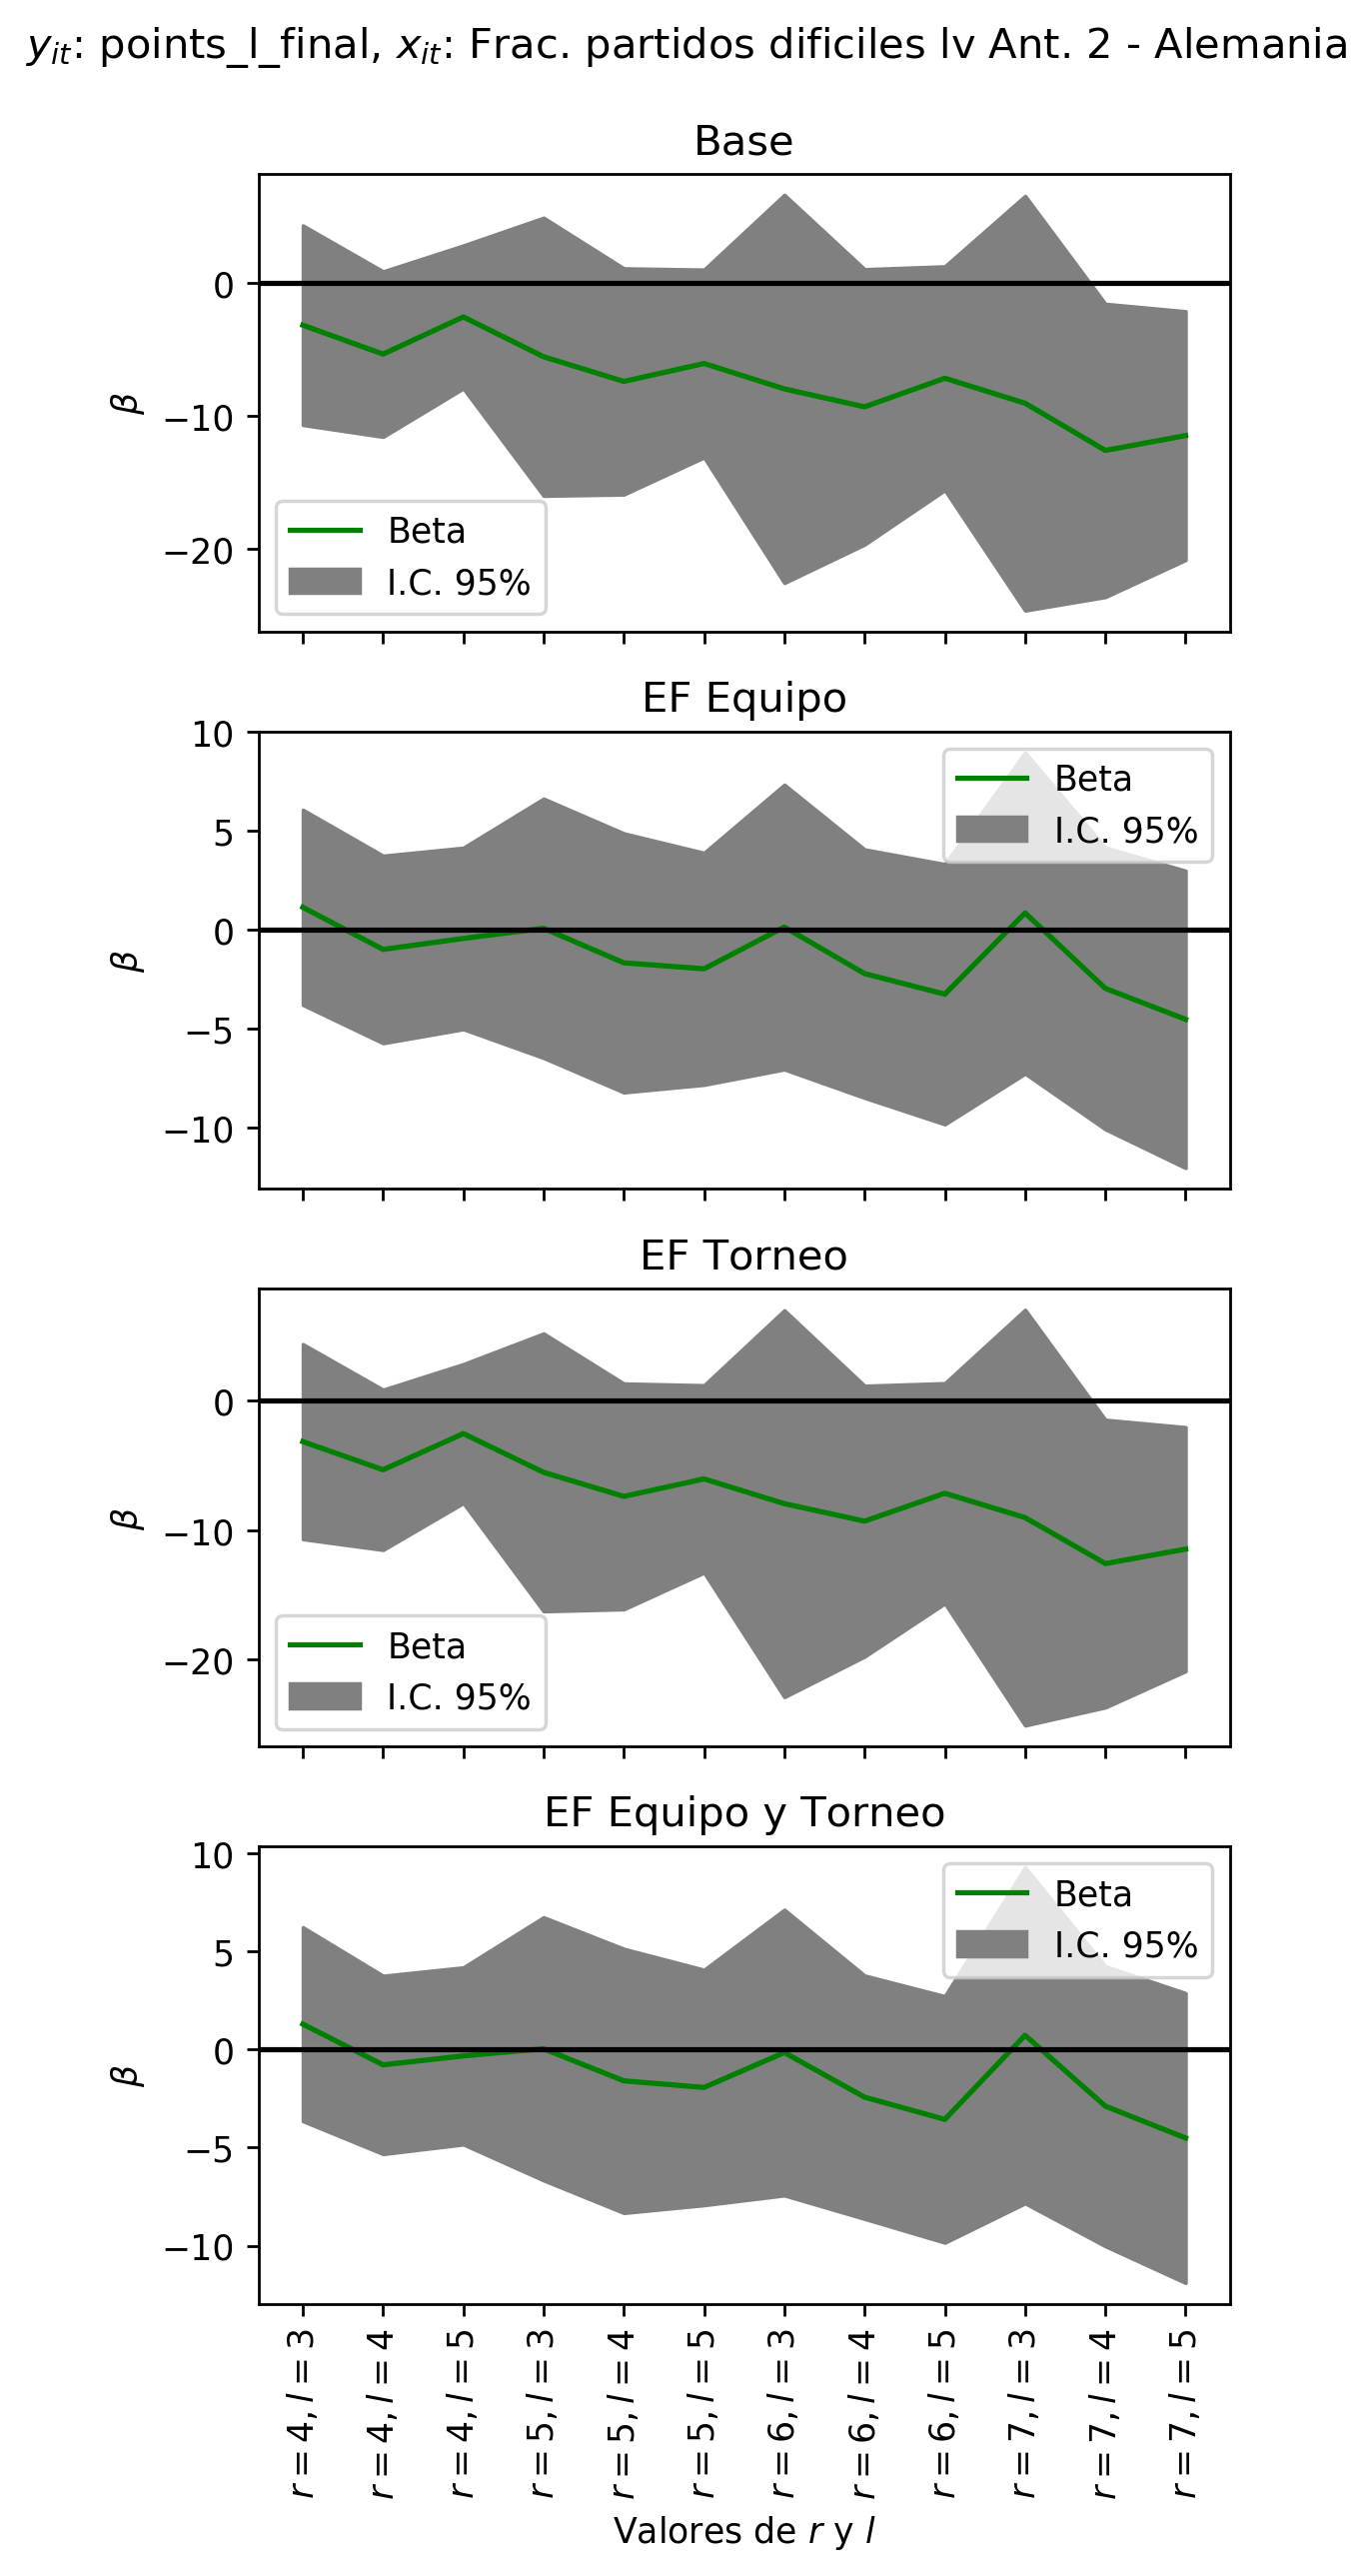 y_it: points_l_final, x_it: Frac. partidos dificiles lv Ant. 2 - Alemania
Base
0
−10
−20
β
Beta
I.C. 95%
EF Equipo
10
5
0
−5
−10
β
Beta
I.C. 95%
EF Torneo
0
−10
−20
β
Beta
I.C. 95%
EF Equipo y Torneo
10
5
0
−5
−10
β
Beta
I.C. 95%
r = 4, l = 3
r = 4, l = 4
r = 4, l = 5
r = 5, l = 3
r = 5, l = 4
r = 5, l = 5
r = 6, l = 3
r = 6, l = 4
r = 6, l = 5
r = 7, l = 3
r = 7, l = 4
r = 7, l = 5
Valores de r y l